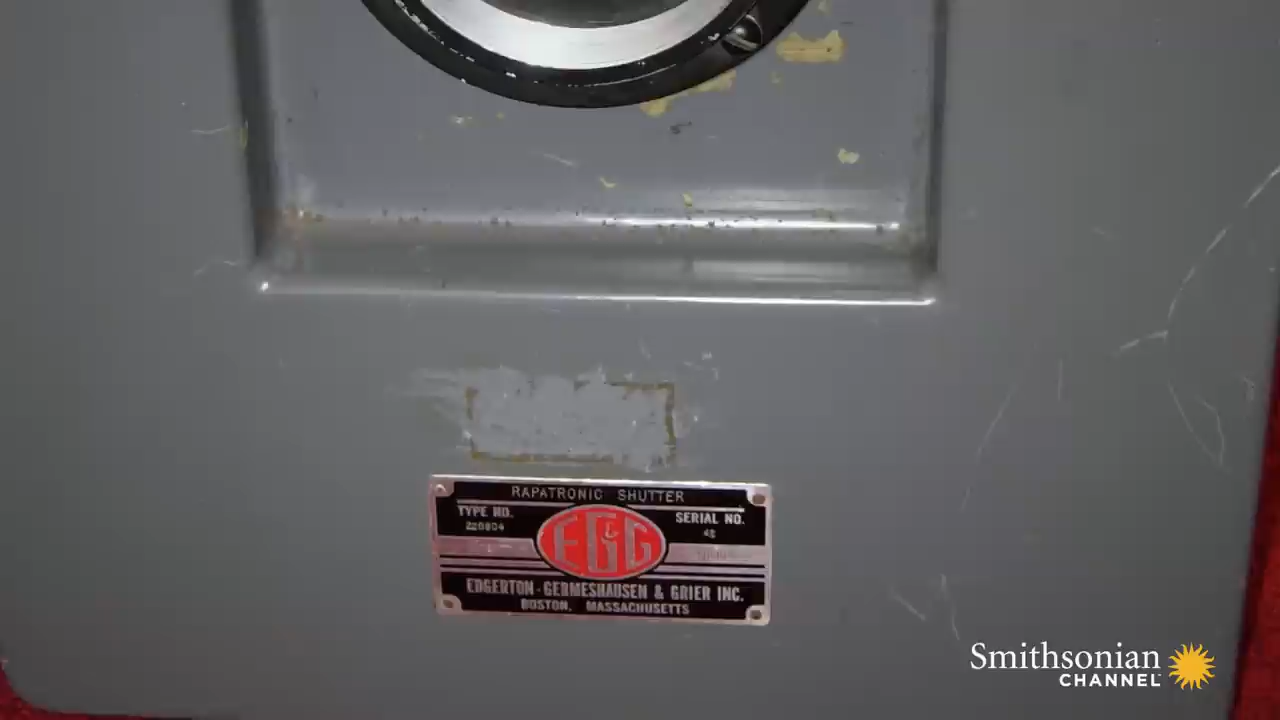 RAPATRONIC SHUTTER
TYPE NO.
SERIAL NO.
EG&G
EDGERTON-GERMESHAUSEN & GRIER INC.
BOSTON, MASSACHUSETTS
Smithsonian
CHANNEL